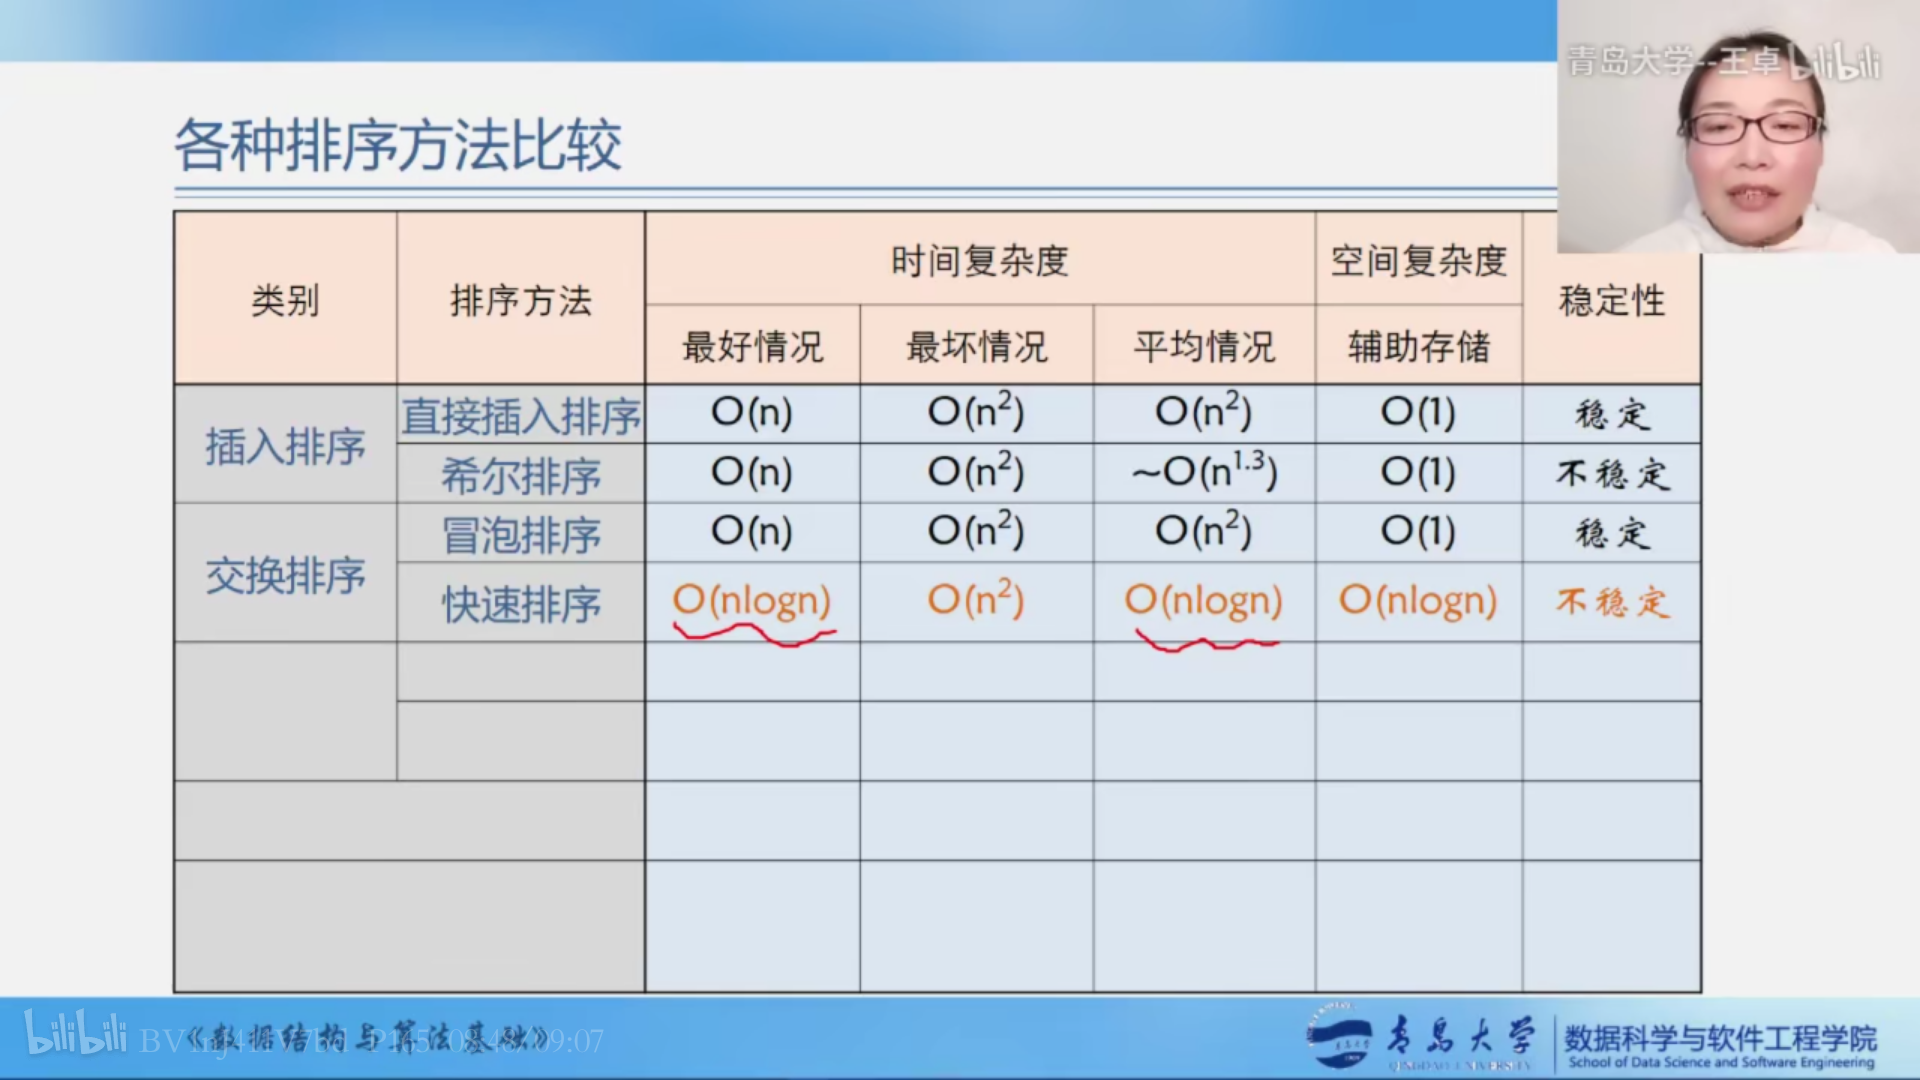 青岛大学--王卓 bilibili
各种排序方法比较
类别 排序方法 时间复杂度 空间复杂度 稳定性
最好情况 最坏情况 平均情况 辅助存储
插入排序 直接插入排序 O(n) O(n²) O(n²) O(1) 稳定
希尔排序 O(n) O(n²) ~O(n¹·³) O(1) 不稳定
交换排序 冒泡排序 O(n) O(n²) O(n²) O(1) 稳定
快速排序 O(nlogn) O(n²) O(nlogn) O(nlogn) 不稳定
bilibili
《数据结构与算法基础》
09:07
青岛大学
QINGDAO UNIVERSITY
数据科学与软件工程学院
School of Data Science and Software Engineering